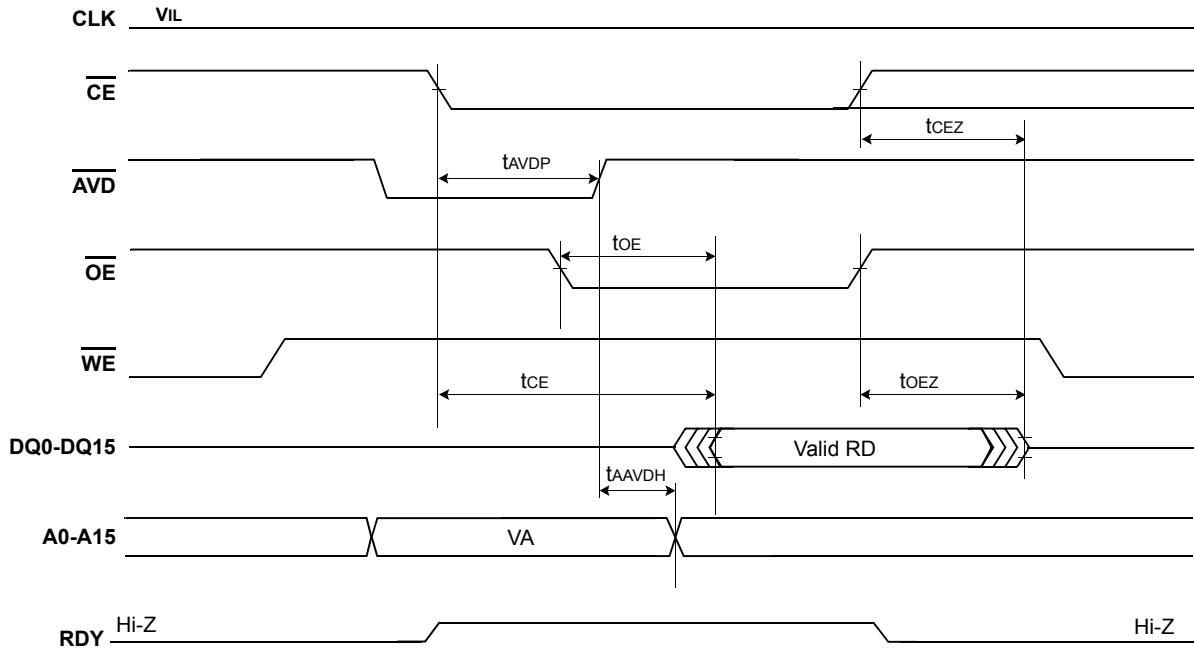 CLK VIL
CE
tCEZ
tAVDP
AVD
tOE
OE
WE
tCE tOEZ
DQ0-DQ15 Valid RD
tAAVDH
A0-A15 VA
Hi-Z Hi-Z
RDY